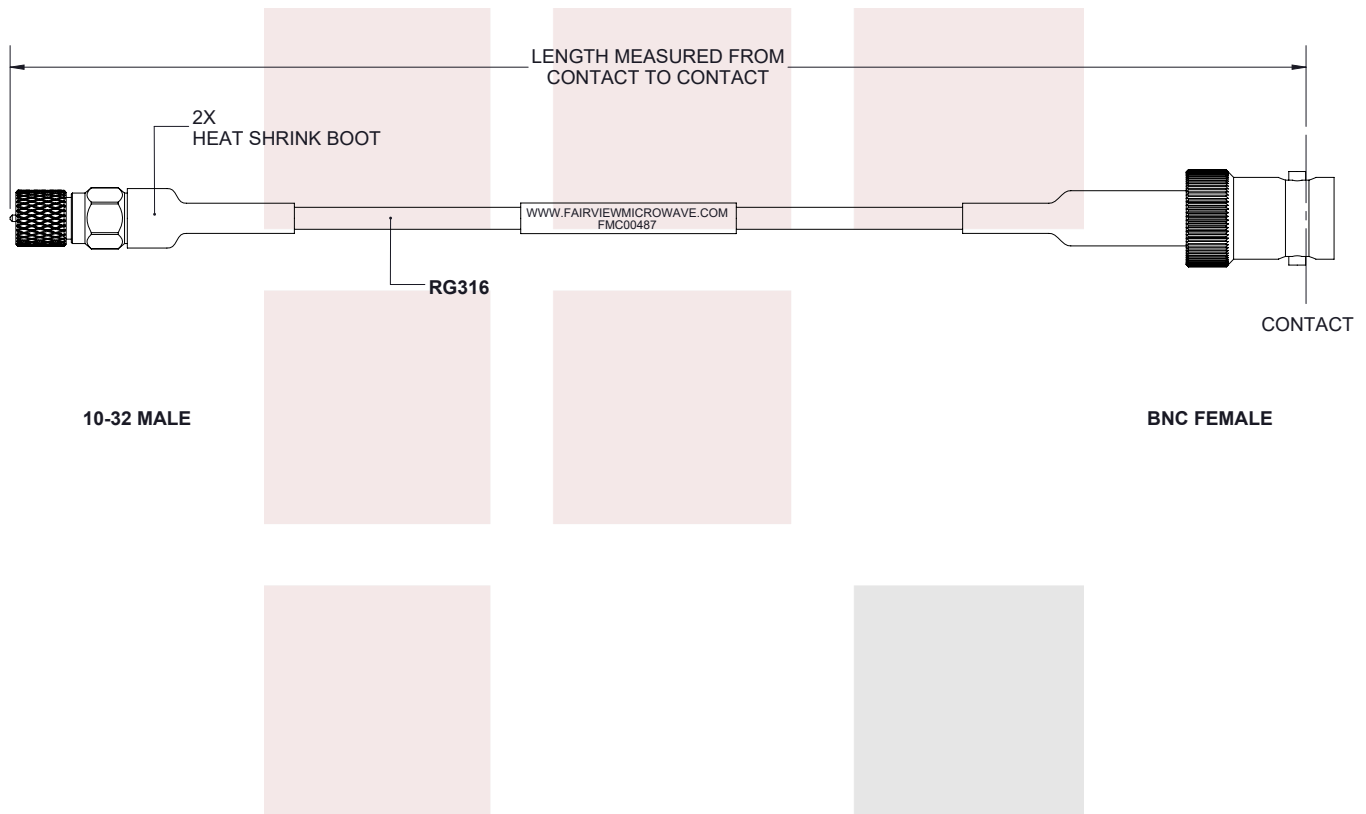 LENGTH MEASURED FROM
CONTACT TO CONTACT
2X
HEAT SHRINK BOOT
WWW.FAIRVIEWMICROWAVE.COM
FMC00487
RG316
CONTACT
10-32 MALE
BNC FEMALE